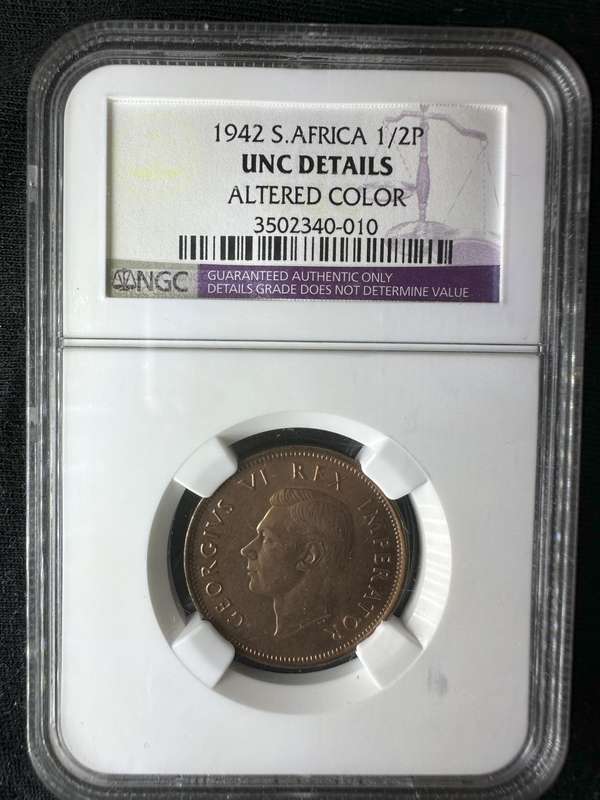 1942 S.AFRICA 1/2P
UNC DETAILS
ALTERED COLOR
3502340-010
NGC
GUARANTEED AUTHENTIC ONLY
DETAILS GRADE DOES NOT DETERMINE VALUE
GEORGIVS VI REX IMPERATOR